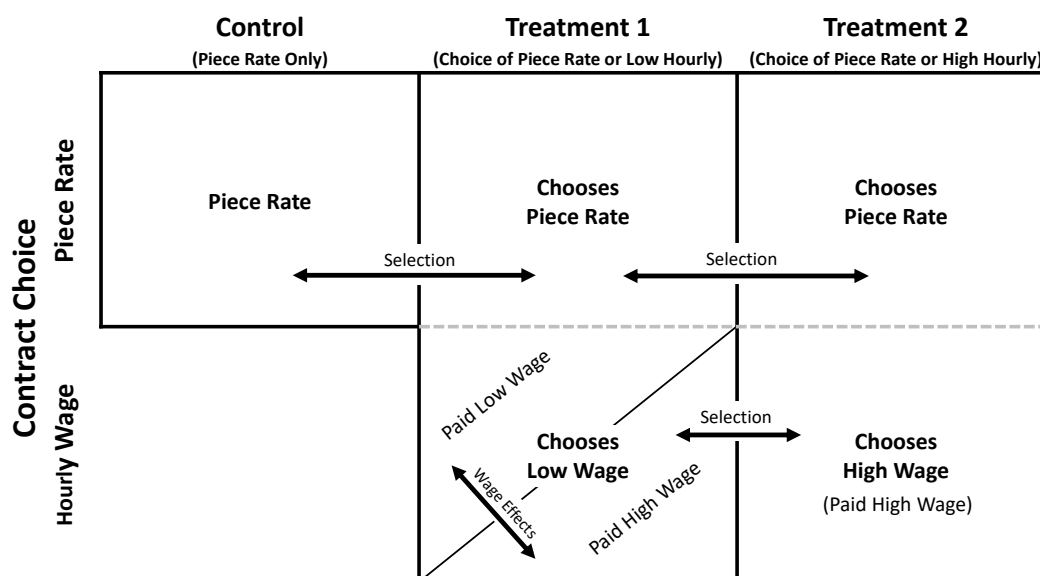 Control
(Piece Rate Only)
Treatment 1
(Choice of Piece Rate or Low Hourly)
Treatment 2
(Choice of Piece Rate or High Hourly)
Contract Choice
Piece Rate
Piece Rate
Chooses
Piece Rate
Chooses
Piece Rate
Selection
Selection
Hourly Wage
Paid Low Wage
Chooses
Low Wage
Wage Effects
Paid High Wage
Selection
Chooses
High Wage
(Paid High Wage)